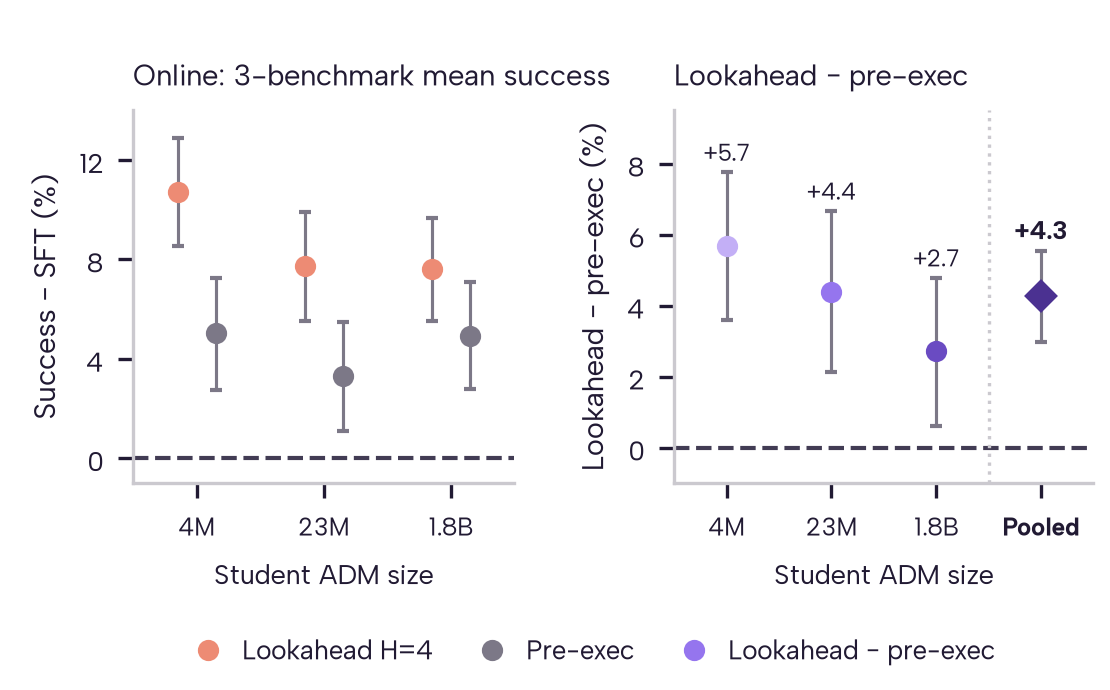 Online: 3-benchmark mean success
Success - SFT (%)
12
8
4
0
4M
23M
1.8B
Student ADM size
Lookahead - pre-exec
Lookahead - pre-exec (%)
8
6
4
2
0
+5.7
+4.4
+2.7
+4.3
4M
23M
1.8B
Pooled
Student ADM size
Lookahead H=4
Pre-exec
Lookahead - pre-exec